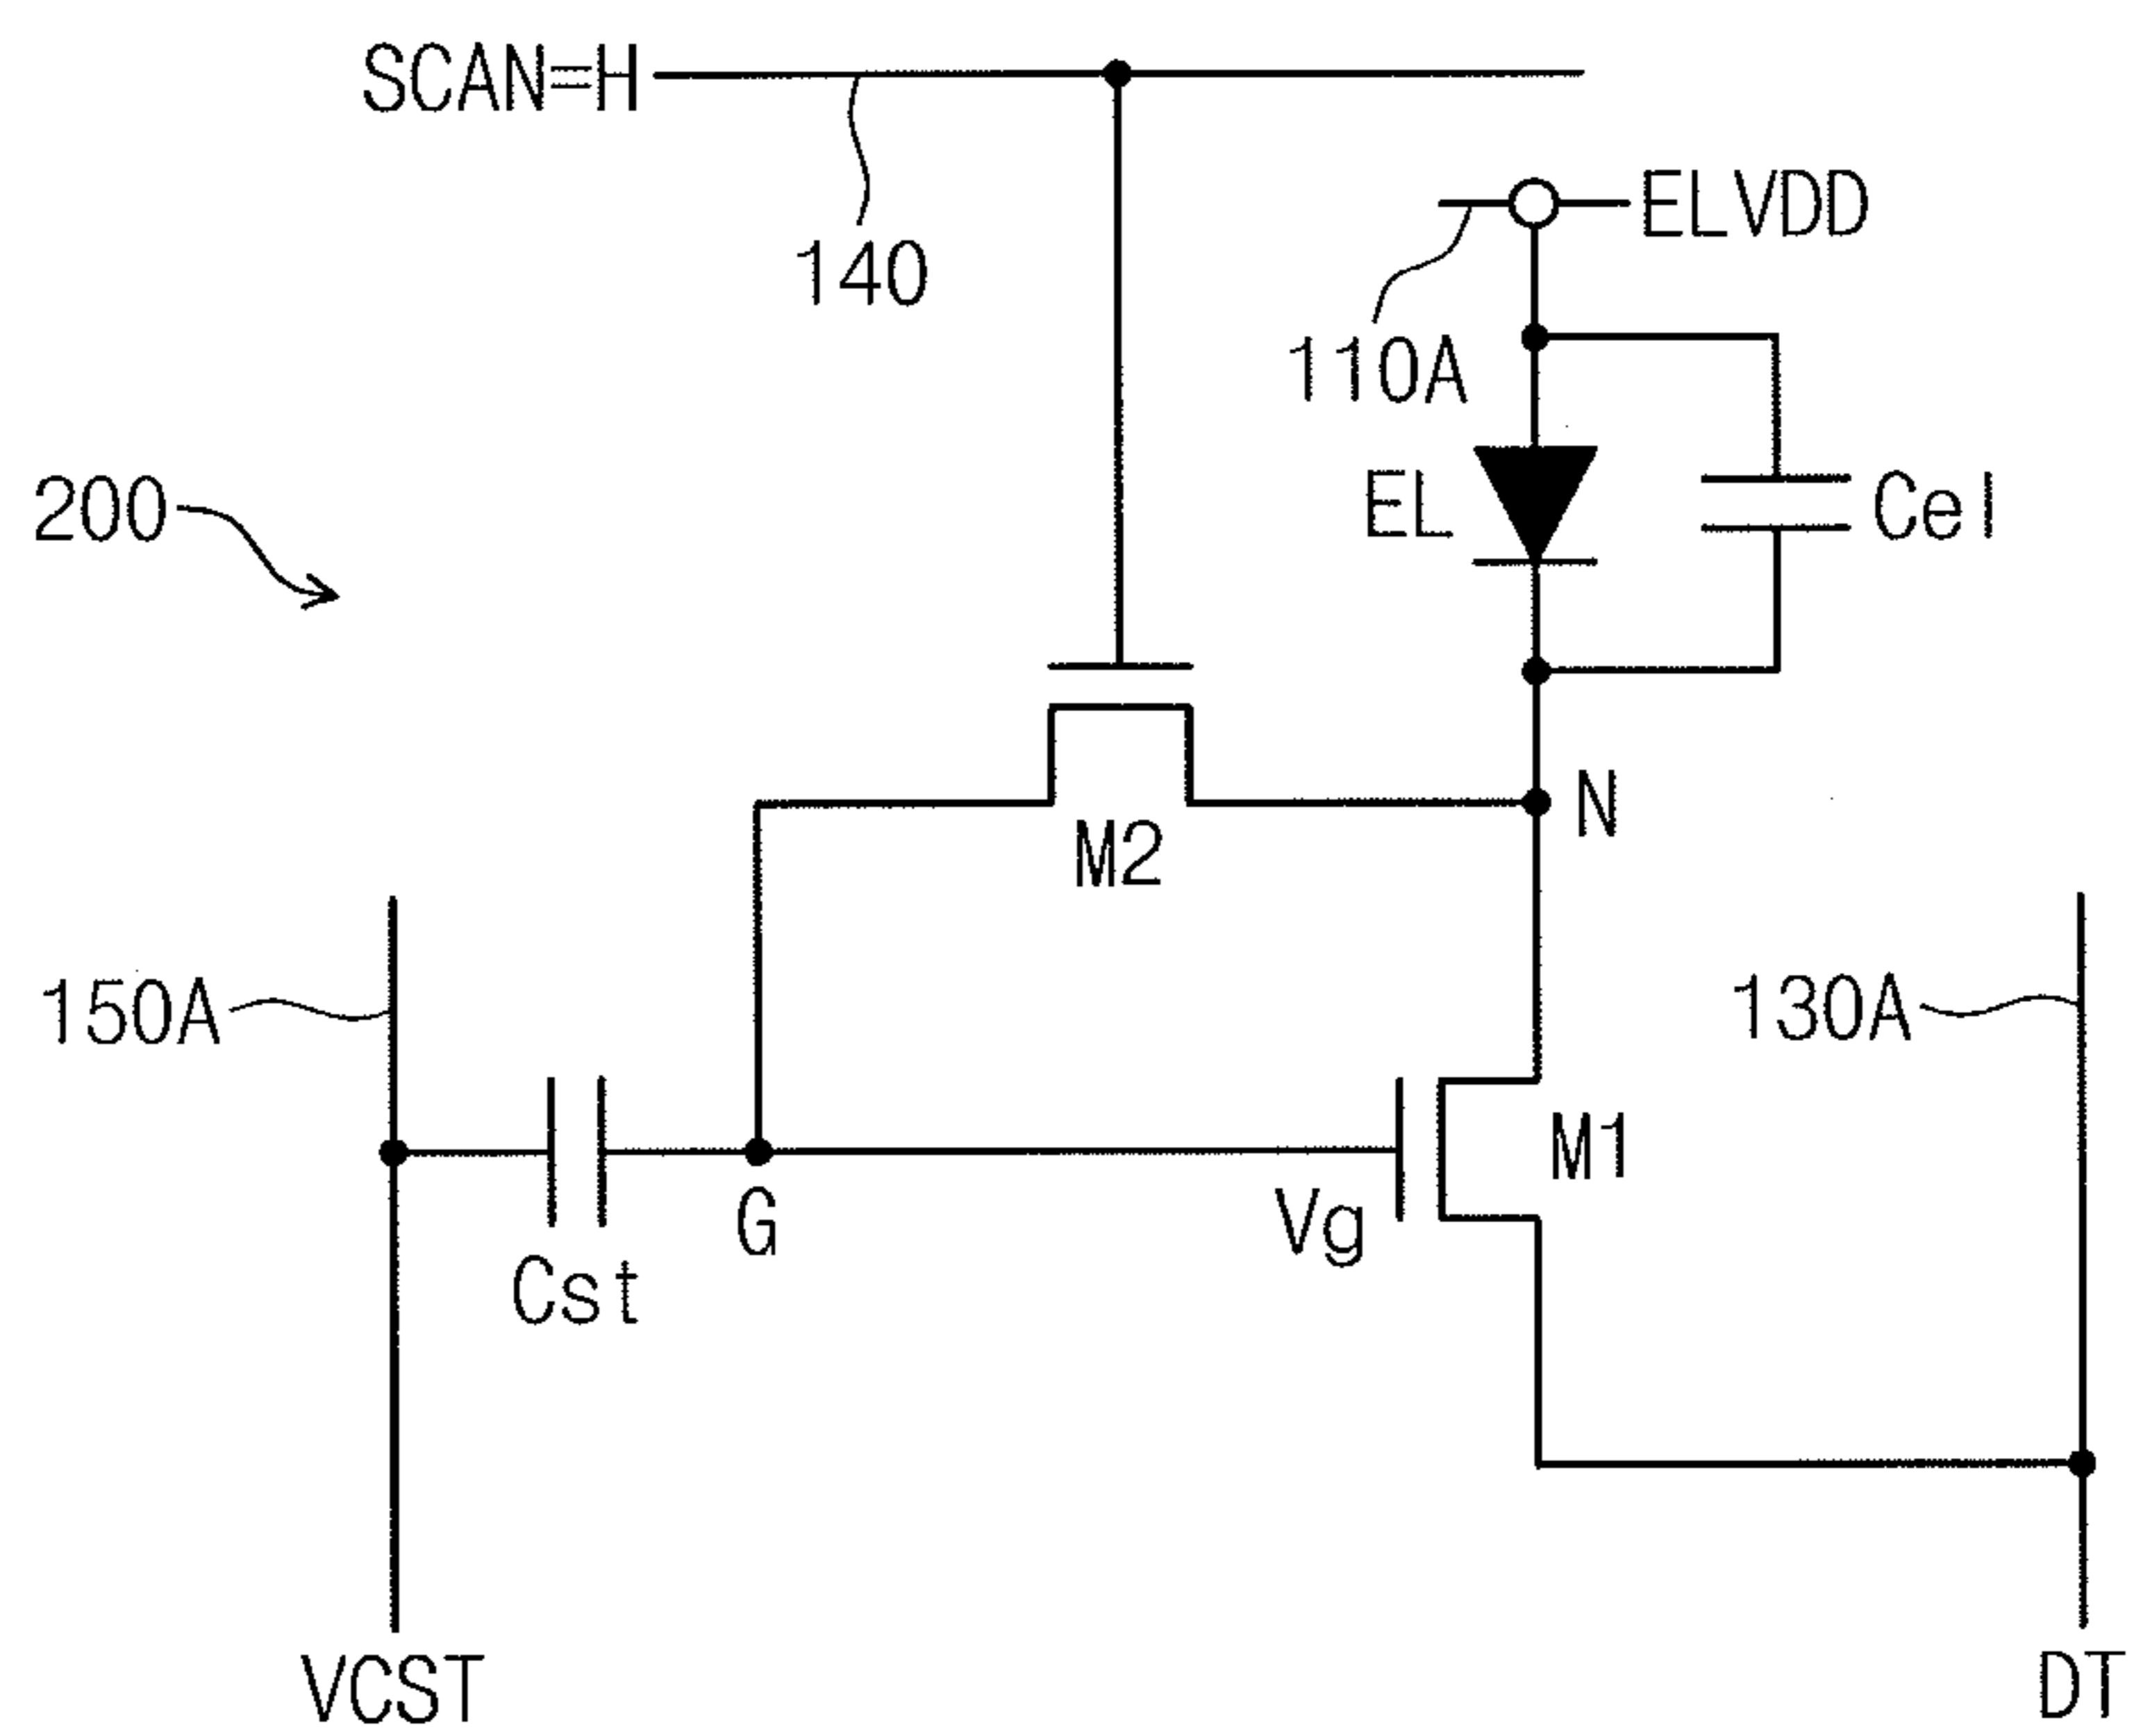 SCAN=H
140
ELVDD
110A
200
EL
Cel
M2
N
150A
130A
M1
G
Vg
Cst
VCST
DT